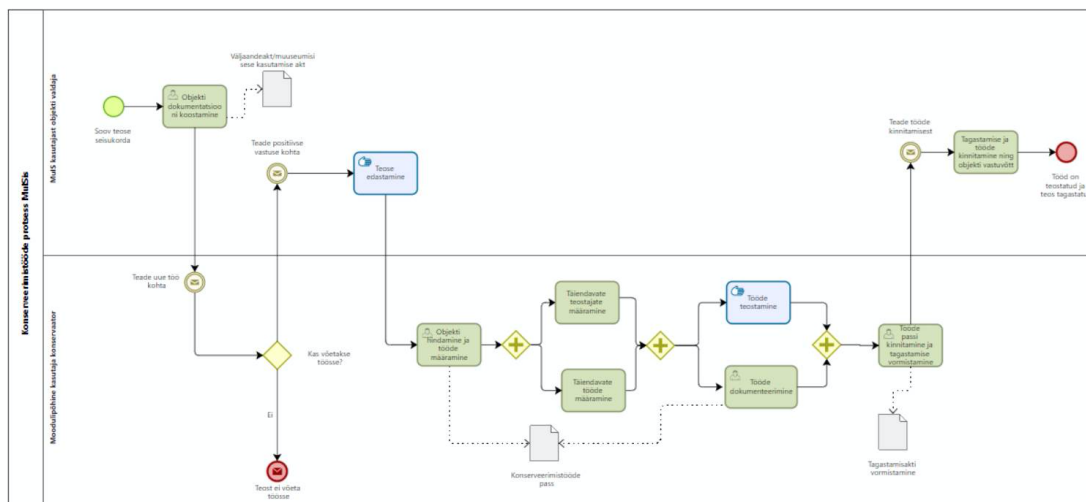 Konserveerimistööde protsess MuISis
MuIS kasutajast objekti valdaja
Soov teose
seisukorda
Objekti
dokumentatsioo
ni koostamine
Väljaandeakt/muuseumisi
sese kasutamise akt
Teade positiivse
vastuse kohta
Teose
edastamine
Teade tööde
kinnitamisest
Tagastamise ja
tööde
kinnitamine ning
objekti vastuvõtt
Tööd on
teostatud ja
teos tagastatu
Moodulipõhine kasutaja konservaator
Teade uue töö
kohta
Kas võetakse
töösse?
Ei
Teost ei võeta
töösse
Objekti
hindamine ja
tööde
määramine
Täiendavate
teostajate
määramine
Täiendavate
tööde
määramine
Tööde
teostamine
Tööde
dokumenteerimine
Konserveerimistööde
pass
Tööde
passi
kinnitamine ja
tagastamise
vormistamine
Tagastamisakti
vormistamine